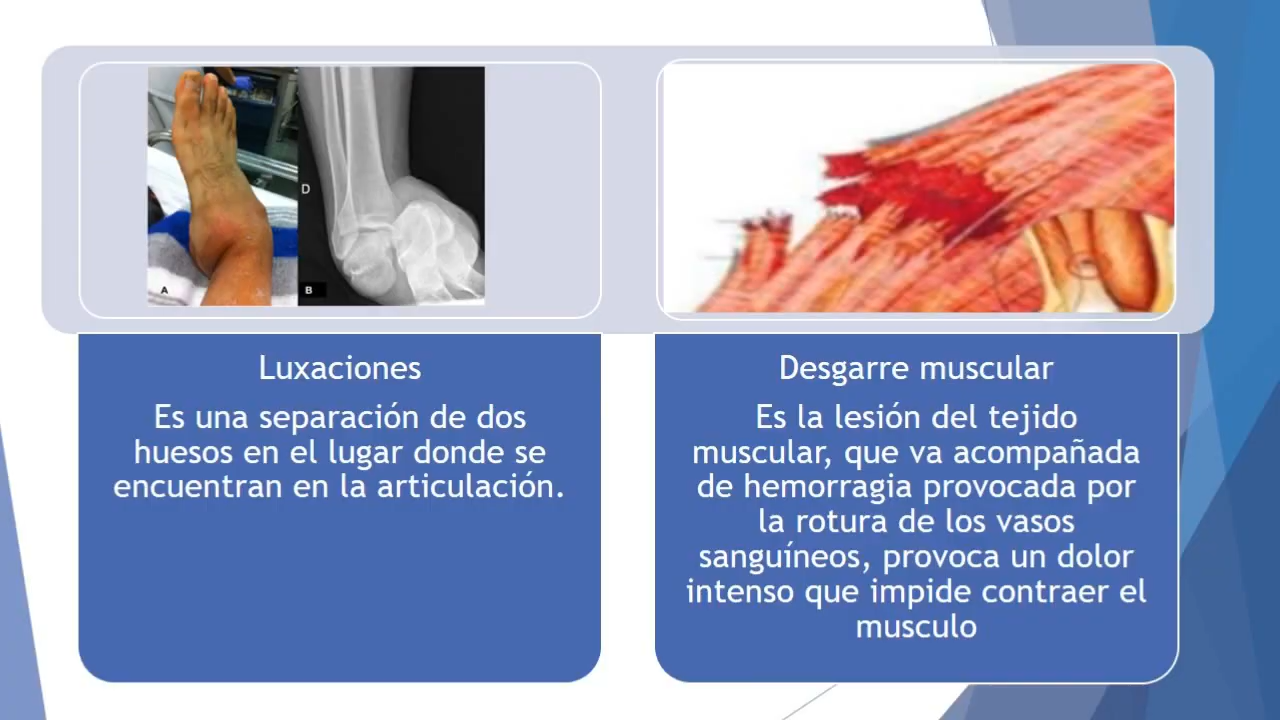 A
D
B
Luxaciones
Es una separación de dos
huesos en el lugar donde se
encuentran en la articulación.
Desgarre muscular
Es la lesión del tejido
muscular, que va acompañada
de hemorragia provocada por
la rotura de los vasos
sanguíneos, provoca un dolor
intenso que impide contraer el
musculo